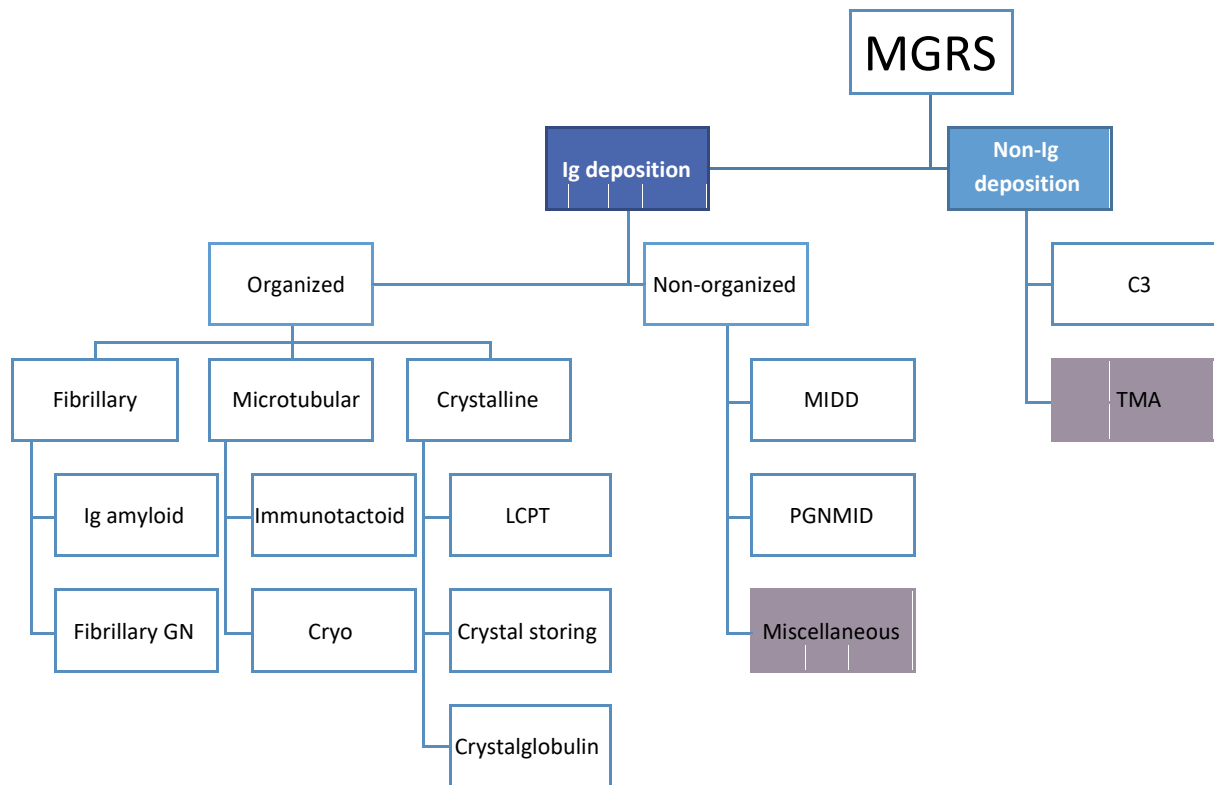 MGRS
Ig deposition
Non-Ig
deposition
Organized
Non-organized
C3
Fibrillary
Microtubular
Crystalline
MIDD
TMA
Ig amyloid
Immunotactoid
LCPT
PGNMID
Fibrillary GN
Cryo
Crystal storing
Miscellaneous
Crystalglobulin